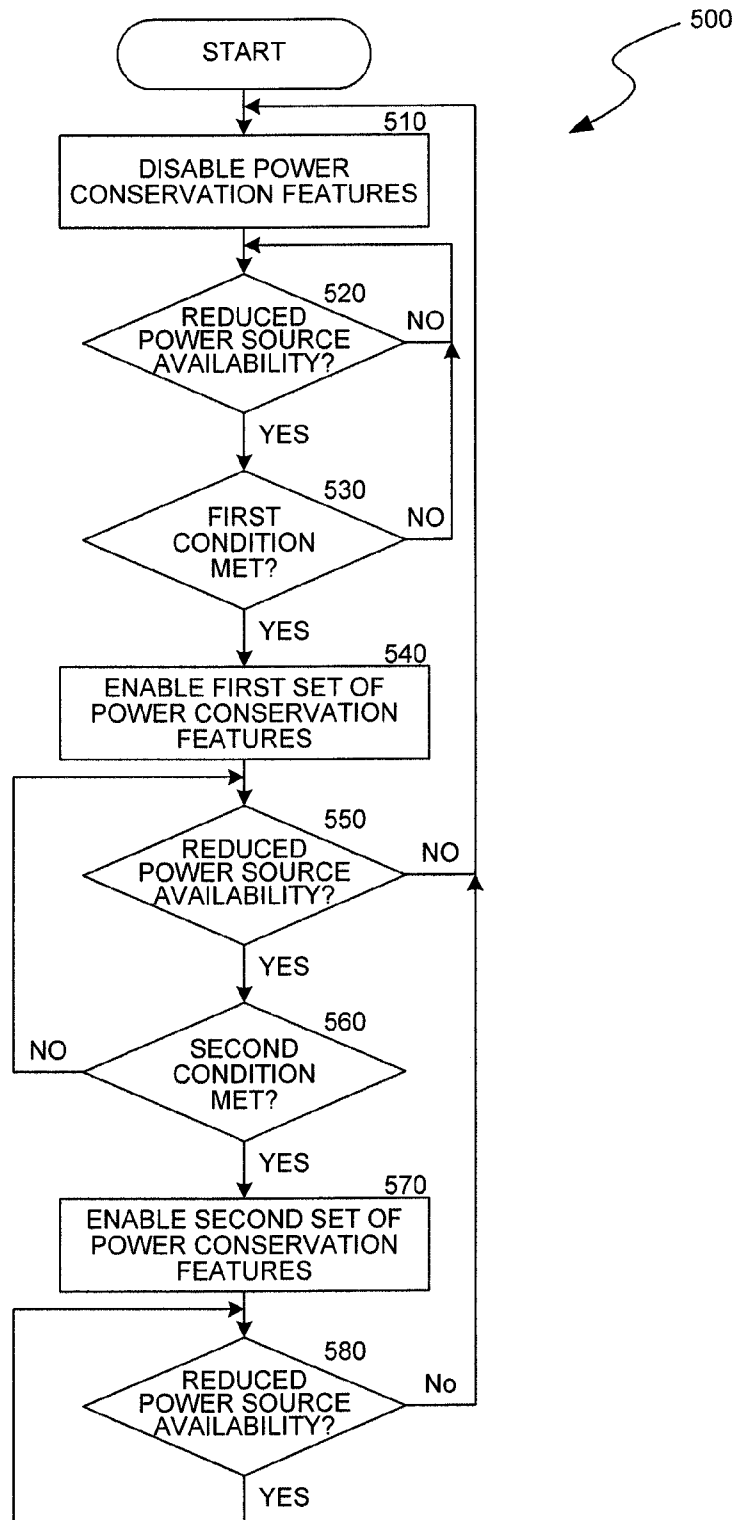 500
START
510
DISABLE POWER
CONSERVATION FEATURES
520
REDUCED
POWER SOURCE
AVAILABILITY?
NO
YES
530
FIRST
CONDITION
MET?
NO
YES
540
ENABLE FIRST SET OF
POWER CONSERVATION
FEATURES
550
REDUCED
POWER SOURCE
AVAILABILITY?
NO
YES
560
SECOND
CONDITION
MET?
NO
YES
570
ENABLE SECOND SET OF
POWER CONSERVATION
FEATURES
580
REDUCED
POWER SOURCE
AVAILABILITY?
No
YES